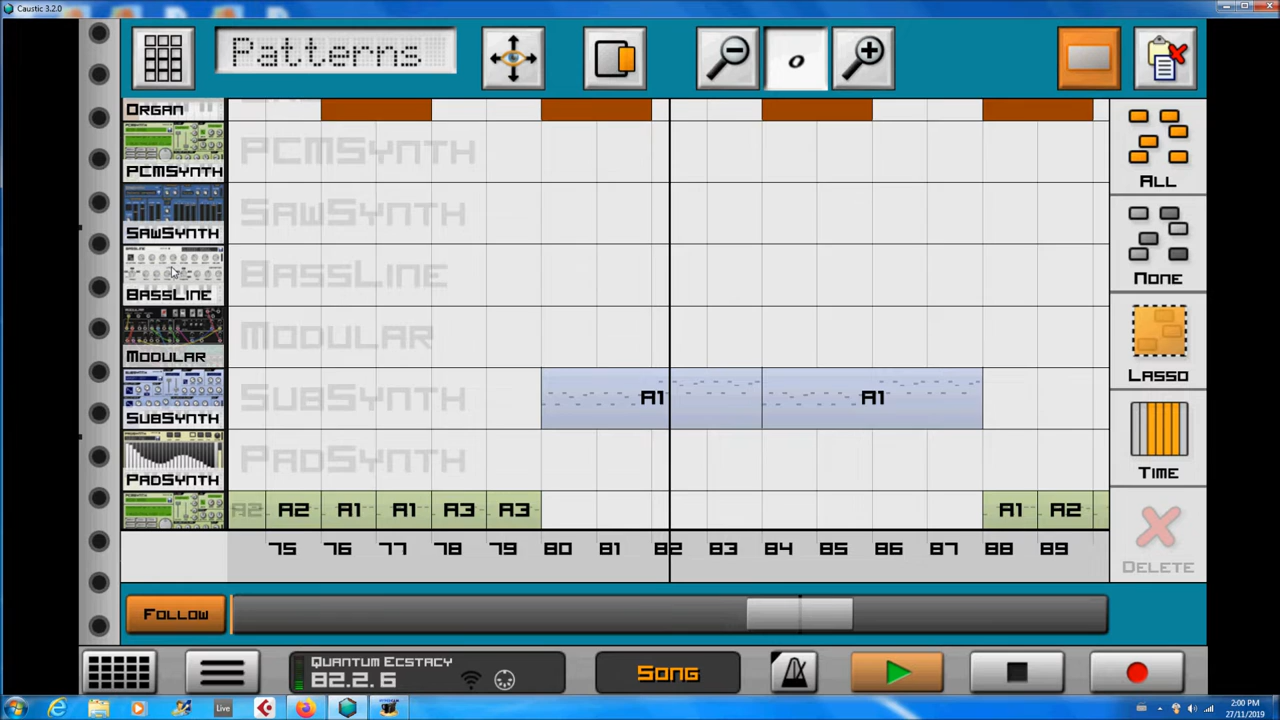 Caustic 3.2.0
Patterns
o
Organ
PCMSynth
PCMSynth
All
SawSynth
SawSynth
None
BassLine
BassLine
Modular
Modular
Lasso
SubSynth
SubSynth
A1
A1
PadSynth
PadSynth
Time
A2 A2 A1 A1 A3 A3 A1 A2
75 76 77 78 79 80 81 82 83 84 85 86 87 88 89
Delete
Follow
Quantum Ecstacy
82.2.6
Song
Live
2:00 PM
27/11/2019